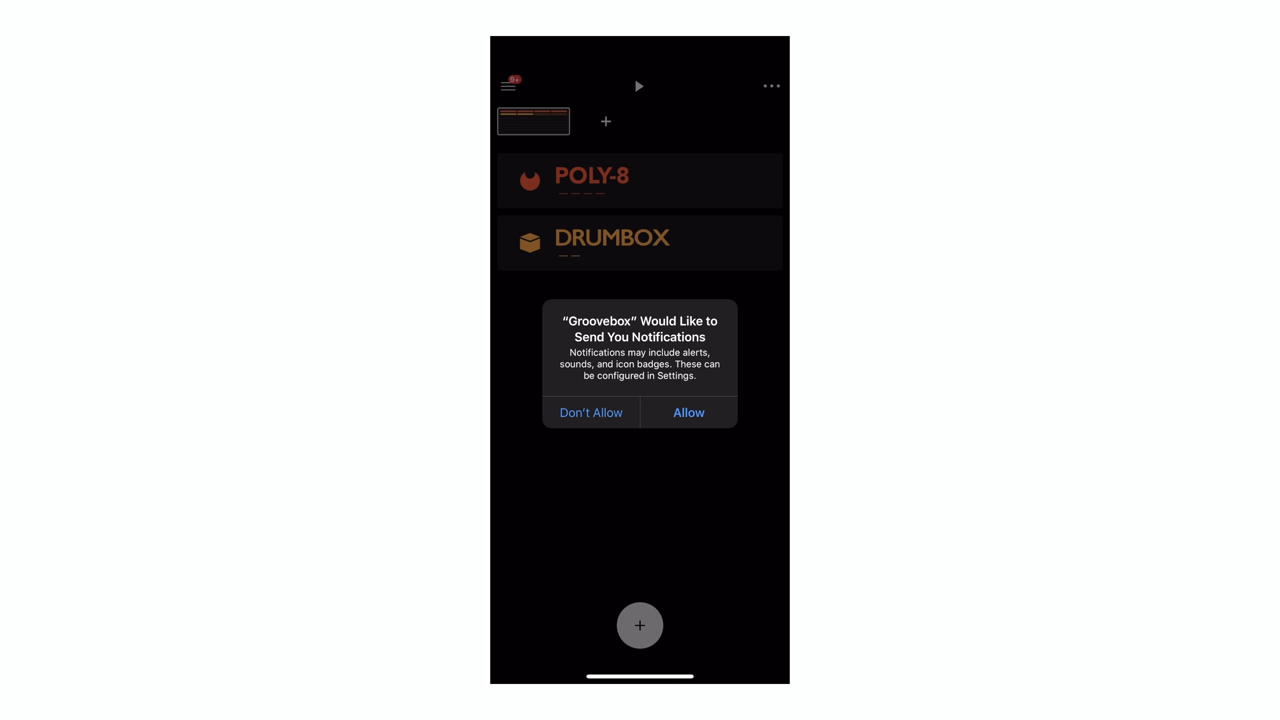 9+
POLY-8
DRUMBOX
“Groovebox” Would Like to
Send You Notifications
Notifications may include alerts,
sounds, and icon badges. These can
be configured in Settings.
Don’t Allow
Allow